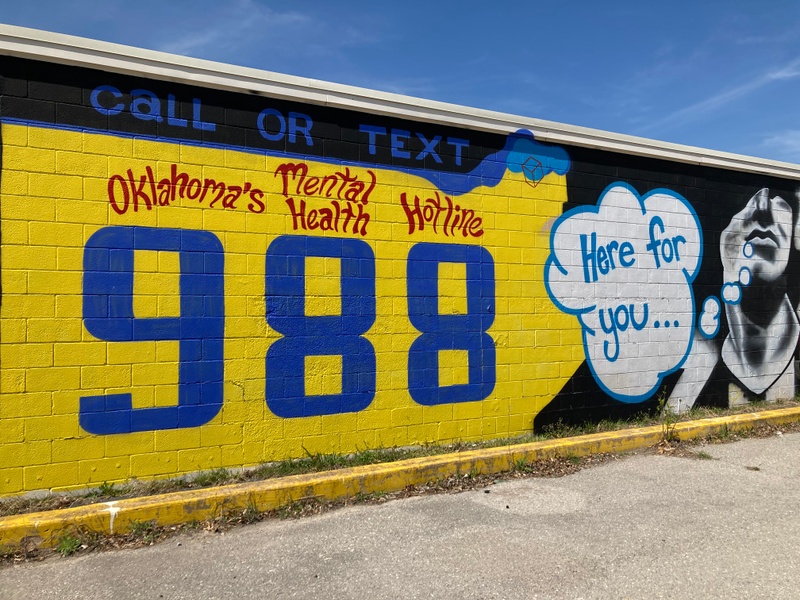 CALL OR TEXT
Oklahoma's Mental Health Hotline
988
Here for
you...